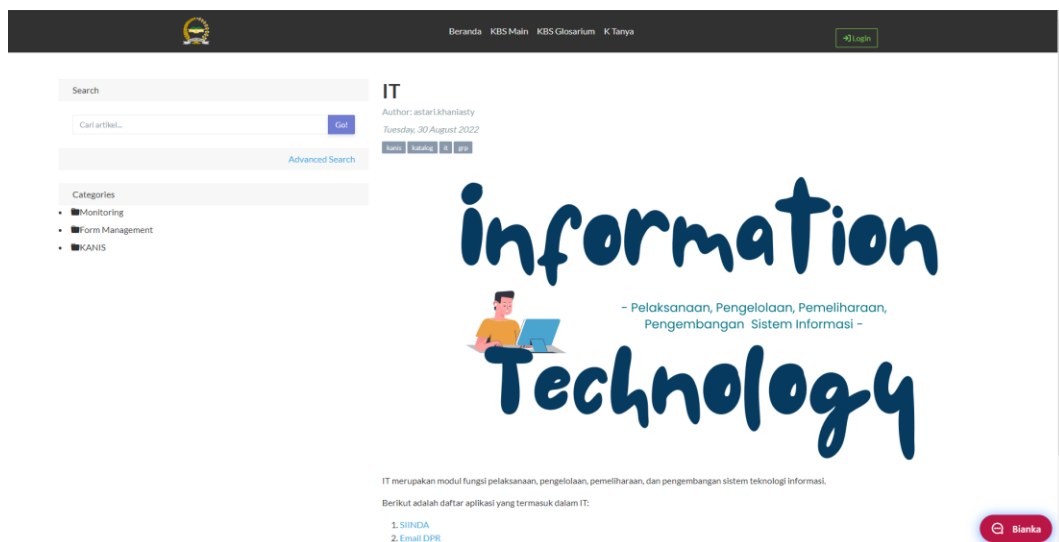 Beranda KBS Main KBS Glosarium K Tanya
Login
Search
Cari artikel...
Go!
Advanced Search
Categories
Monitoring
Form Management
KANIS
IT
Author: astari.khaniasty
Tuesday, 30 August 2022
kanis katalog it grp
information
- Pelaksanaan, Pengelolaan, Pemeliharaan,
Pengembangan Sistem Informasi -
Technology
IT merupakan modul fungsi pelaksanaan, pengelolaan, pemeliharaan, dan pengembangan sistem teknologi informasi.
Berikut adalah daftar aplikasi yang termasuk dalam IT:
1. SIINDA
2. Email DPR
Bianka